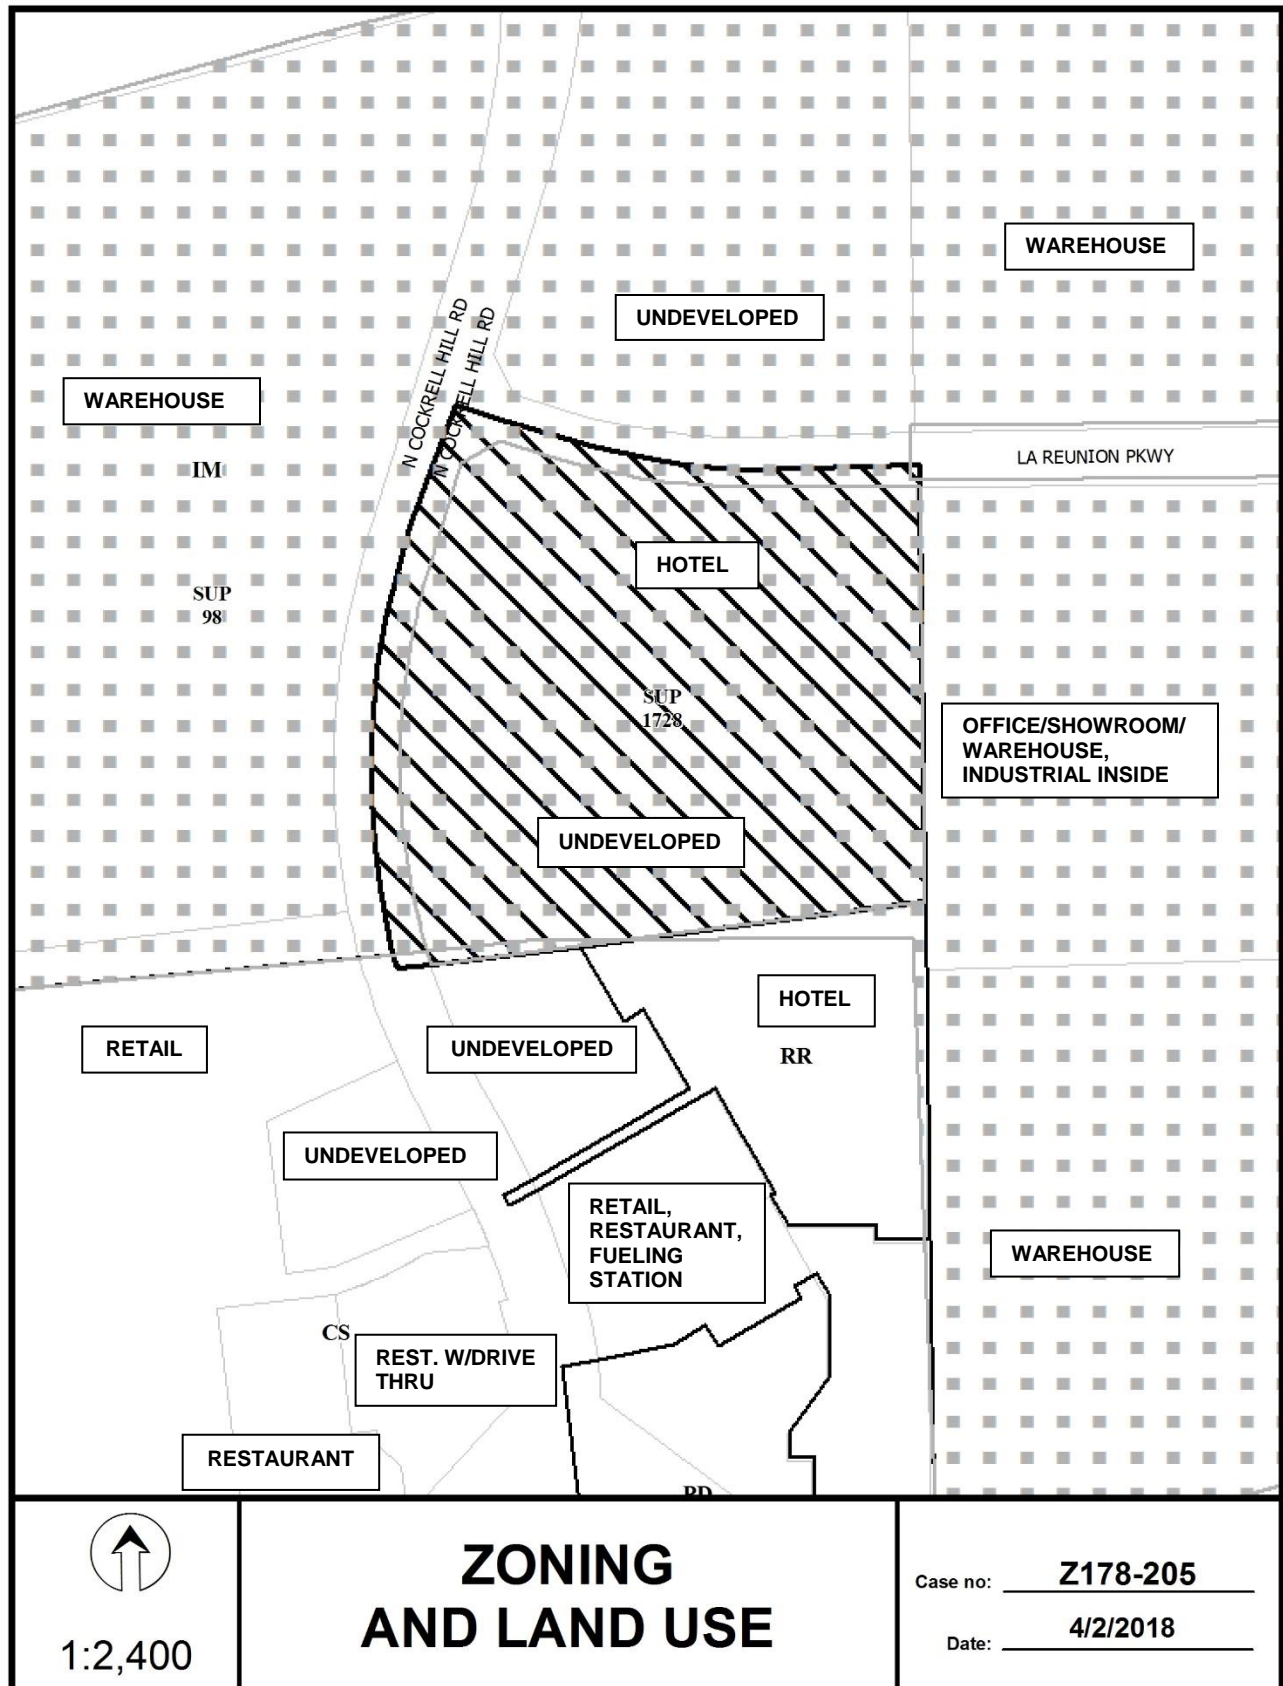 WAREHOUSE
UNDEVELOPED
N COCKRELL HILL RD
N COCKRELL HILL RD
WAREHOUSE
IM
LA REUNION PKWY
HOTEL
SUP
98
SUP
1728
OFFICE/SHOWROOM/
WAREHOUSE,
INDUSTRIAL INSIDE
UNDEVELOPED
HOTEL
RETAIL
UNDEVELOPED
RR
UNDEVELOPED
RETAIL,
RESTAURANT,
FUELING
STATION
WAREHOUSE
CS
REST. W/DRIVE
THRU
RESTAURANT
1:2,400
ZONING
AND LAND USE
Case no: Z178-205
Date: 4/2/2018